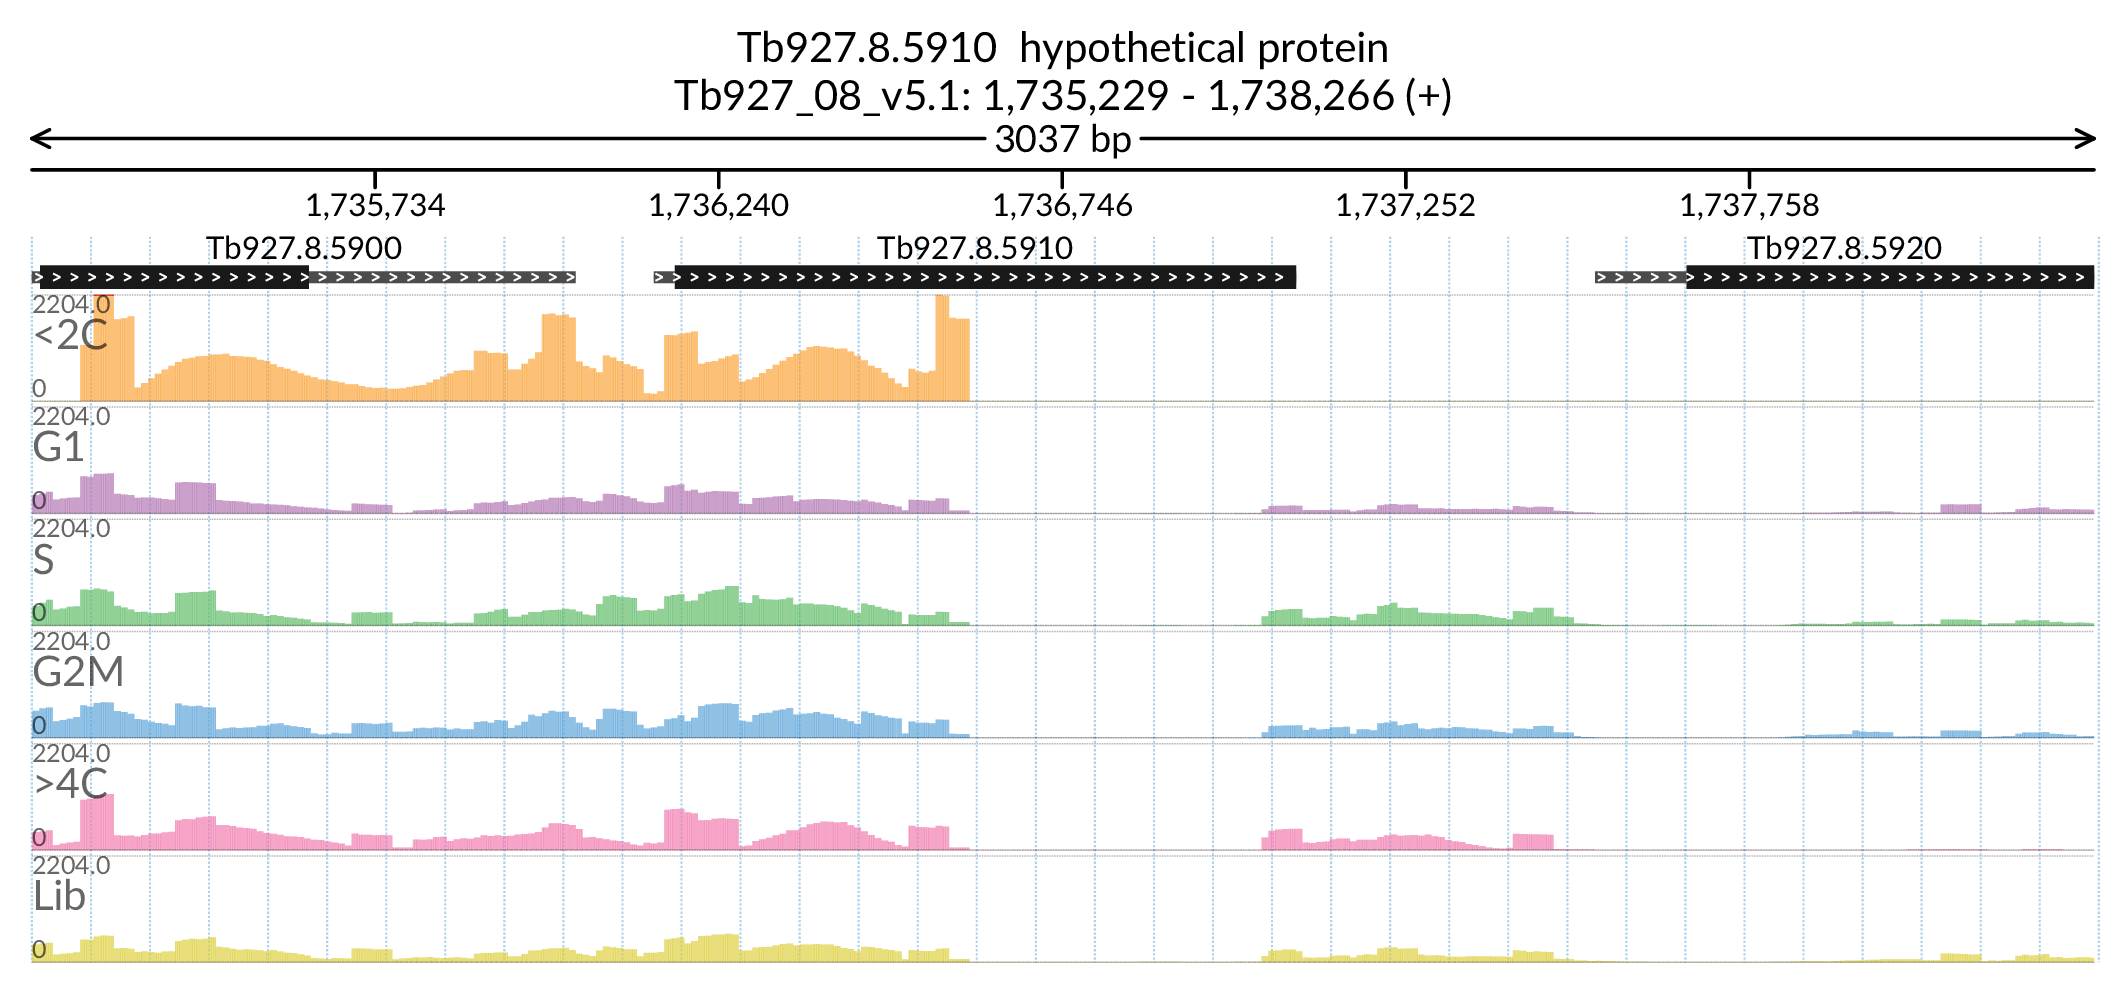 Tb927.8.5910  hypothetical protein
Tb927_08_v5.1: 1,735,229 - 1,738,266 (+)
3037 bp
1,735,734 1,736,240 1,736,746 1,737,252 1,737,758
Tb927.8.5900 Tb927.8.5910 Tb927.8.5920
2204.0
<2C
0
2204.0
G1
0
2204.0
S
0
2204.0
G2M
0
2204.0
>4C
0
2204.0
Lib
0